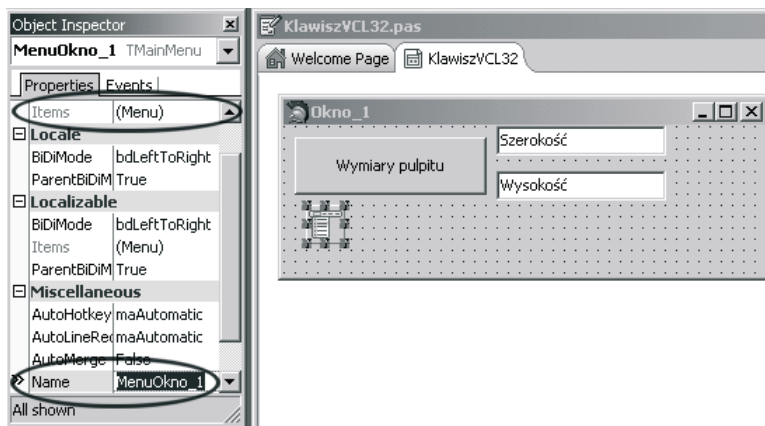 Object Inspector
MenuOkno_1 TMainMenu
Properties Events
Items (Menu)
Locale
BiDiMode bdLeftToRight
ParentBiDiM True
Localizable
BiDiMode bdLeftToRight
Items (Menu)
ParentBiDiM True
Miscellaneous
AutoHotkey maAutomatic
AutoLineRec maAutomatic
AutoMerge False
Name MenuOkno_1
All shown
KlawiszVCL32.pas
Welcome Page KlawiszVCL32
Okno_1
Wymiary pulpitu
Szerokość
Wysokość